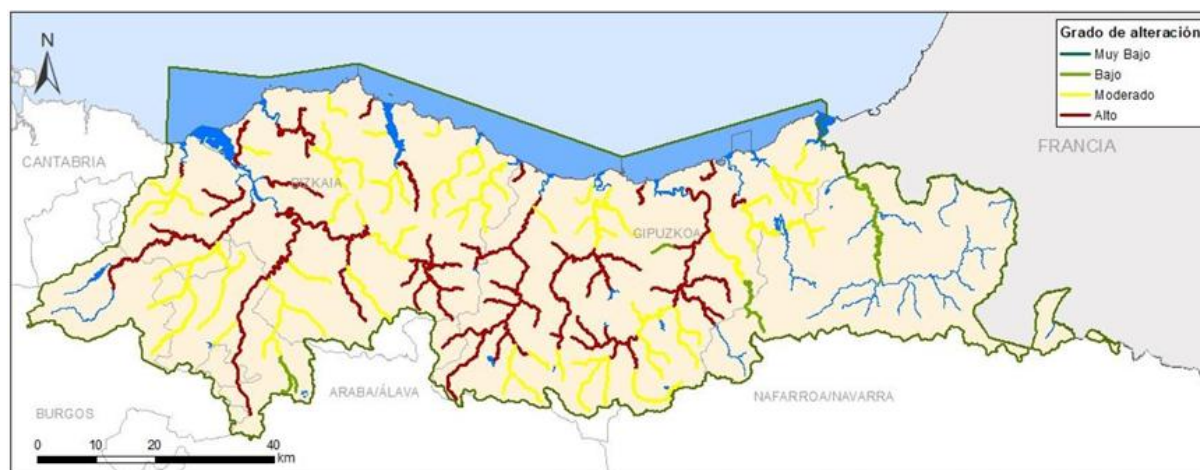 N
Grado de alteración
Muy Bajo
Bajo
Moderado
Alto
FRANCIA
CANTABRIA
BIZKAIA
GIPUZKOA
ARABA/ÁLAVA
NAFARROA/NAVARRA
BURGOS
0 10 20 40
km